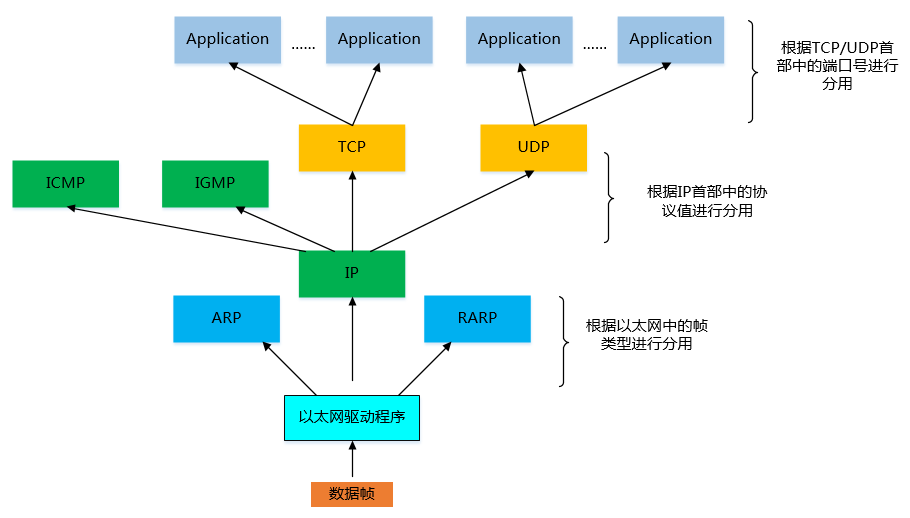 Application
……
Application
Application
……
Application
根据TCP/UDP首
部中的端口号进行
分用
TCP
UDP
ICMP
IGMP
根据IP首部中的协
议值进行分用
IP
ARP
RARP
根据以太网中的帧
类型进行分用
以太网驱动程序
数据帧